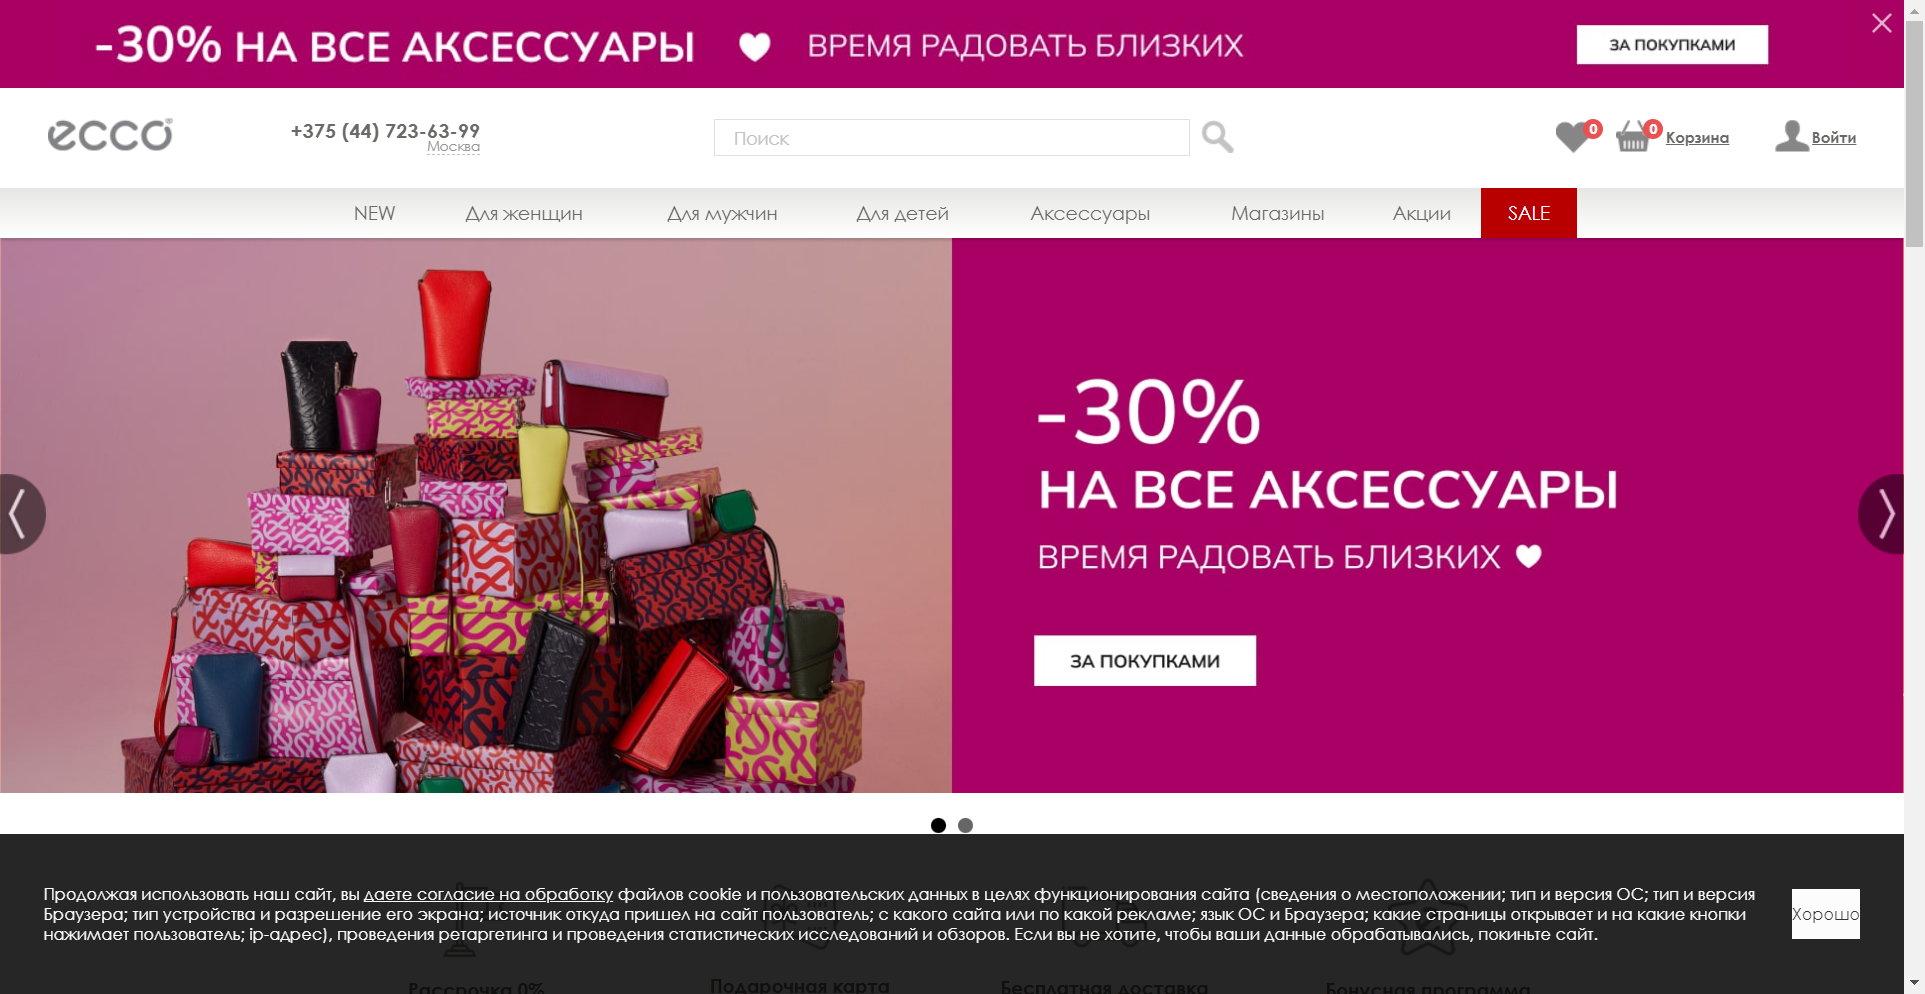 -30% НА ВСЕ АКСЕССУАРЫ ВРЕМЯ РАДОВАТЬ БЛИЗКИХ ЗА ПОКУПКАМИ
ecco
+375 (44) 723-63-99
Москва
Поиск
0
0
Корзина
Войти
NEW Для женщин Для мужчин Для детей Аксессуары Магазины Акции SALE
-30%
НА ВСЕ АКСЕССУАРЫ
ВРЕМЯ РАДОВАТЬ БЛИЗКИХ
ЗА ПОКУПКАМИ
Продолжая использовать наш сайт, вы даете согласие на обработку файлов cookie и пользовательских данных в целях функционирования сайта (сведения о местоположении; тип и версия ОС; тип и версия
Браузера; тип устройства и разрешение его экрана; источник откуда пришел на сайт пользователь; с какого сайта или по какой рекламе; язык ОС и Браузера; какие страницы открывает и на какие кнопки
нажимает пользователь; ip-адрес), проведения ретаргетинга и проведения статистических исследований и обзоров. Если вы не хотите, чтобы ваши данные обрабатывались, покиньте сайт.
Хорошо
Рассрочка 0% Подарочная карта Бесплатная доставка Бонусная программа